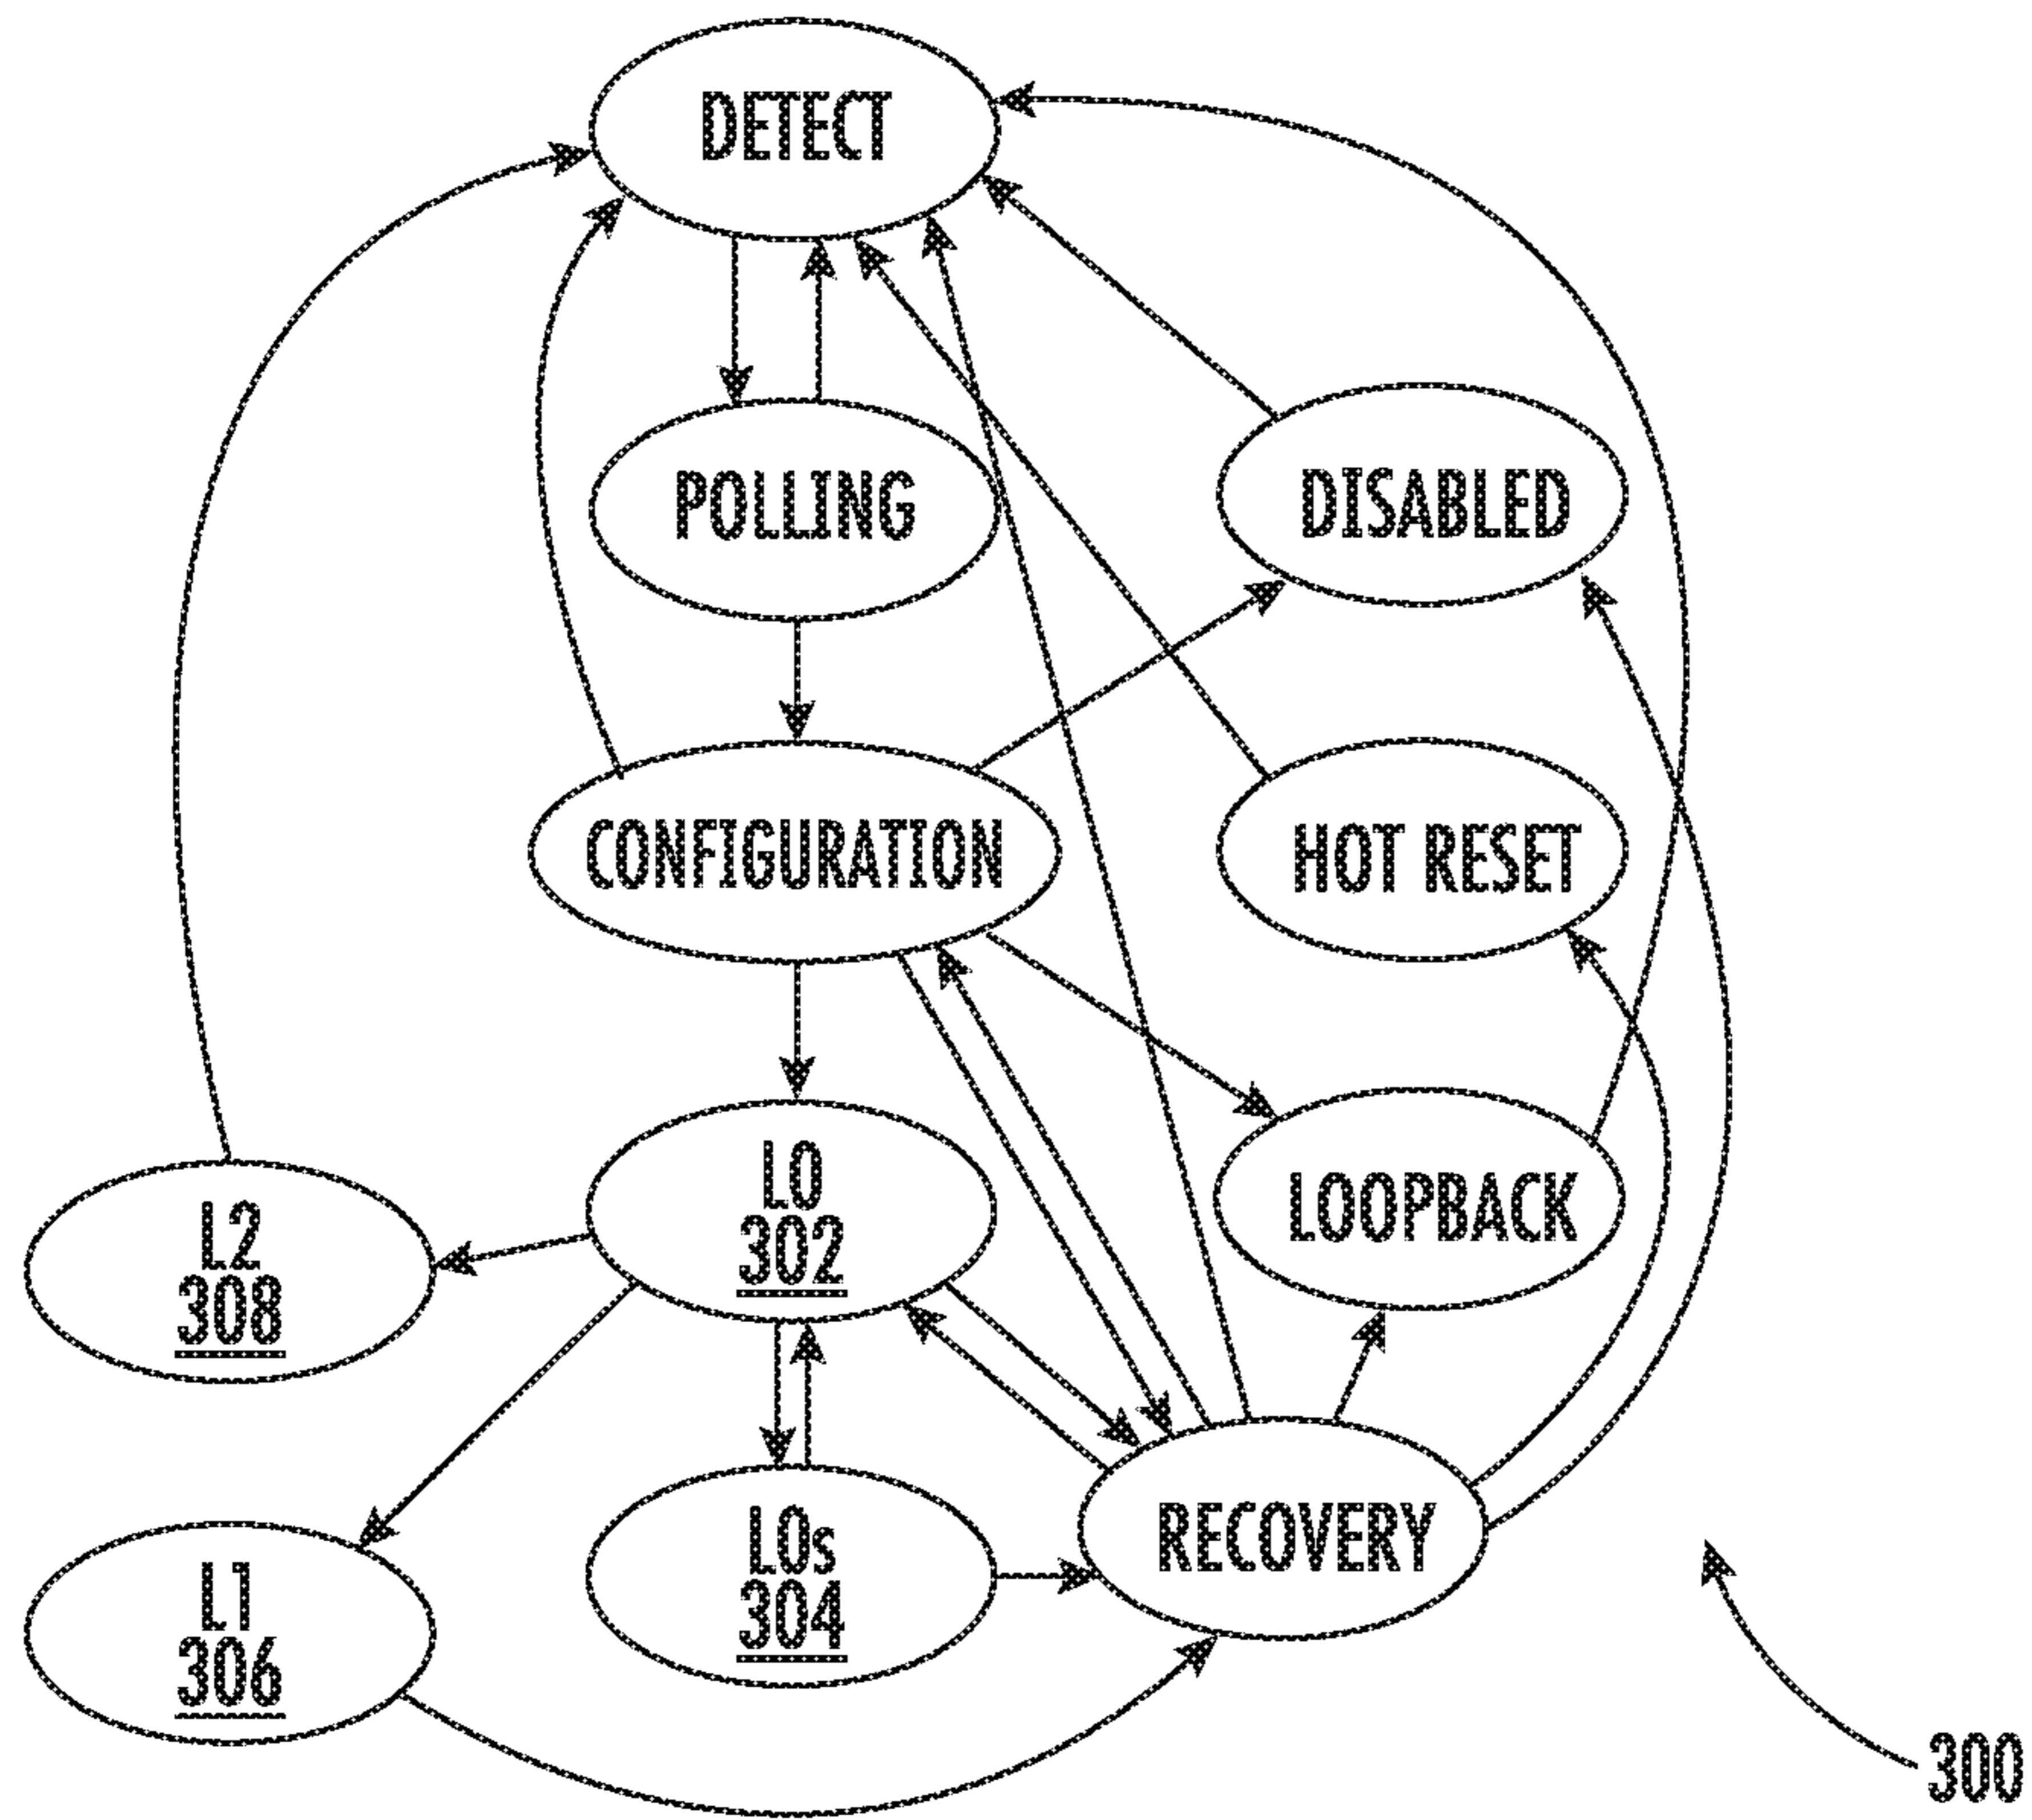 DETECT
POLLING
DISABLED
CONFIGURATION
HOT RESET
L0
302
LOOPBACK
L2
308
L0s
304
RECOVERY
L1
306
300